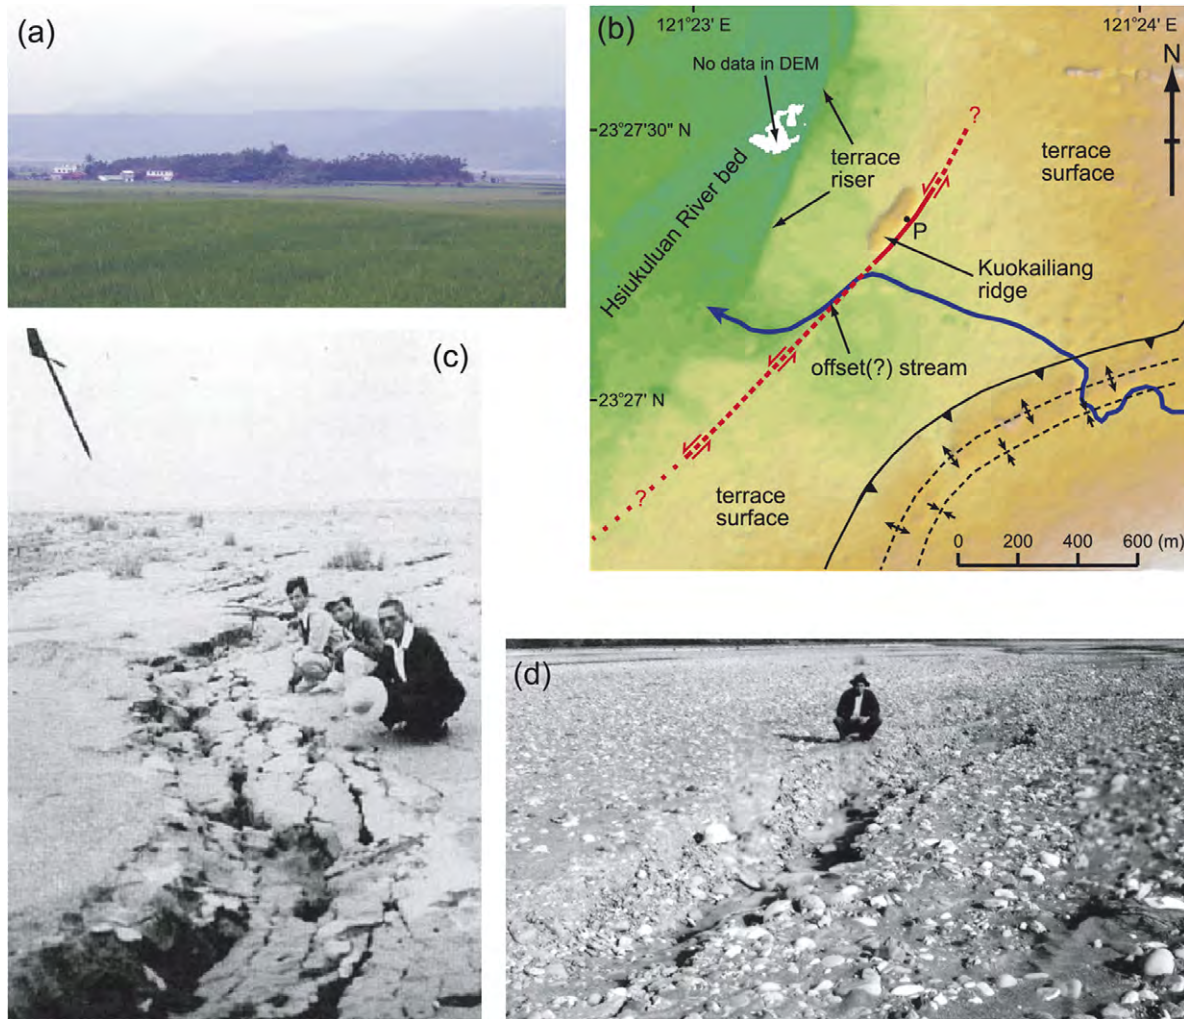 (a)
(b)
121°23' E
121°24' E
No data in DEM
N
?
23°27'30" N
terrace
riser
terrace
surface
P
Hsiukuluan River bed
Kuokailiang
ridge
offset(?) stream
23°27' N
?
terrace
surface
0 200 400 600 (m)
(c)
(d)